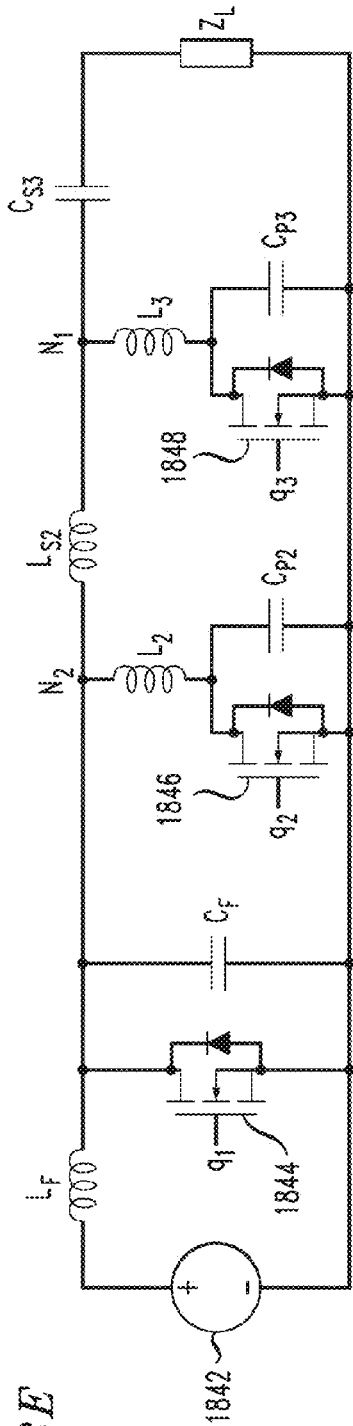 L_F
L_S2
N_1
C_S3
N_2
L_2
L_3
Z_L
C_F
C_P2
C_P3
1842
q_1
1844
1846
q_2
1848
q_3
+
-